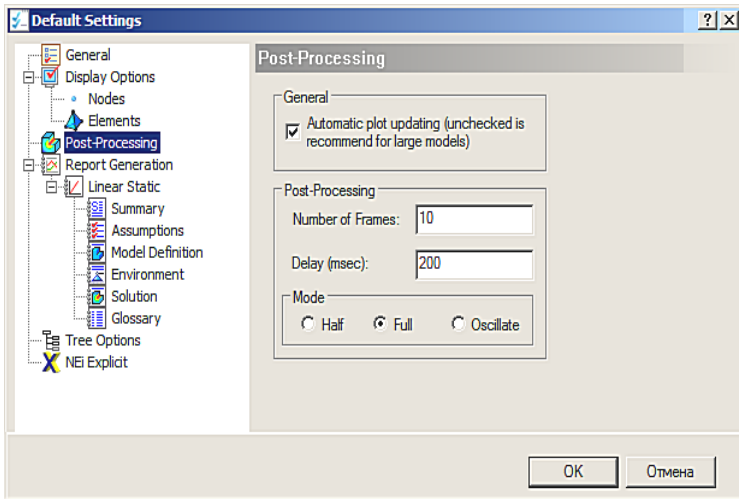 Default Settings
General
Display Options
Nodes
Elements
Post-Processing
Report Generation
Linear Static
Summary
Assumptions
Model Definition
Environment
Solution
Glossary
Tree Options
NEi Explicit
Post-Processing
General
Automatic plot updating (unchecked is
recommend for large models)
Post-Processing
Number of Frames: 10
Delay (msec): 200
Mode
Half Full Oscillate
OK Отмена